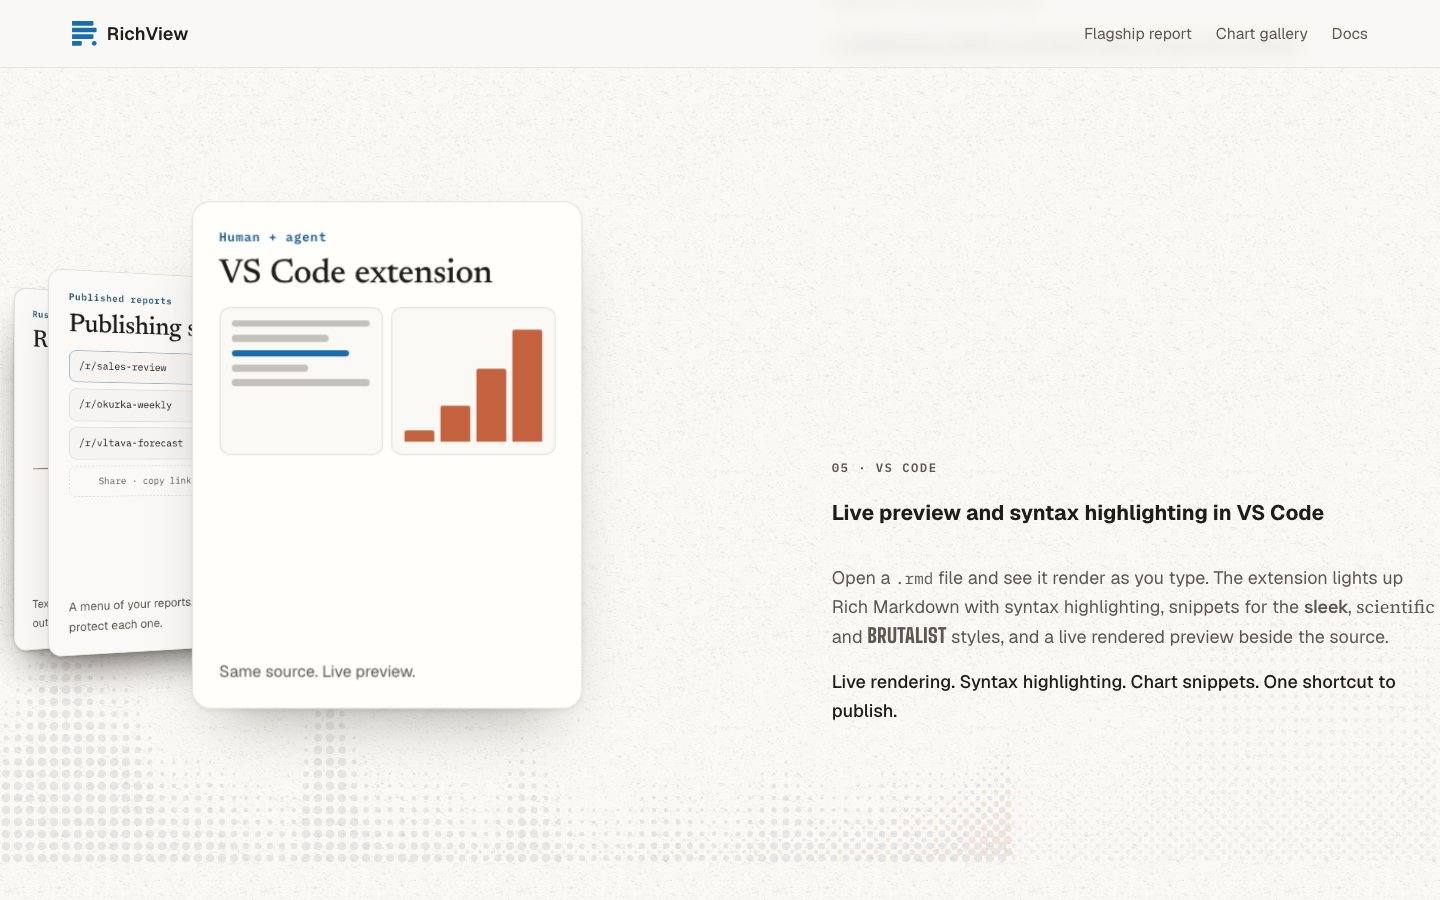 RichView
Flagship report
Chart gallery
Docs
Human + agent
VS Code extension
Same source. Live preview.
Published reports
Publishing
/r/sales-review
/r/okurka-weekly
/r/vltava-forecast
Share · copy link
A menu of your reports
protect each one.
05 · VS CODE
Live preview and syntax highlighting in VS Code
Open a .rmd file and see it render as you type. The extension lights up
Rich Markdown with syntax highlighting, snippets for the sleek, scientific
and BRUTALIST styles, and a live rendered preview beside the source.
Live rendering. Syntax highlighting. Chart snippets. One shortcut to
publish.